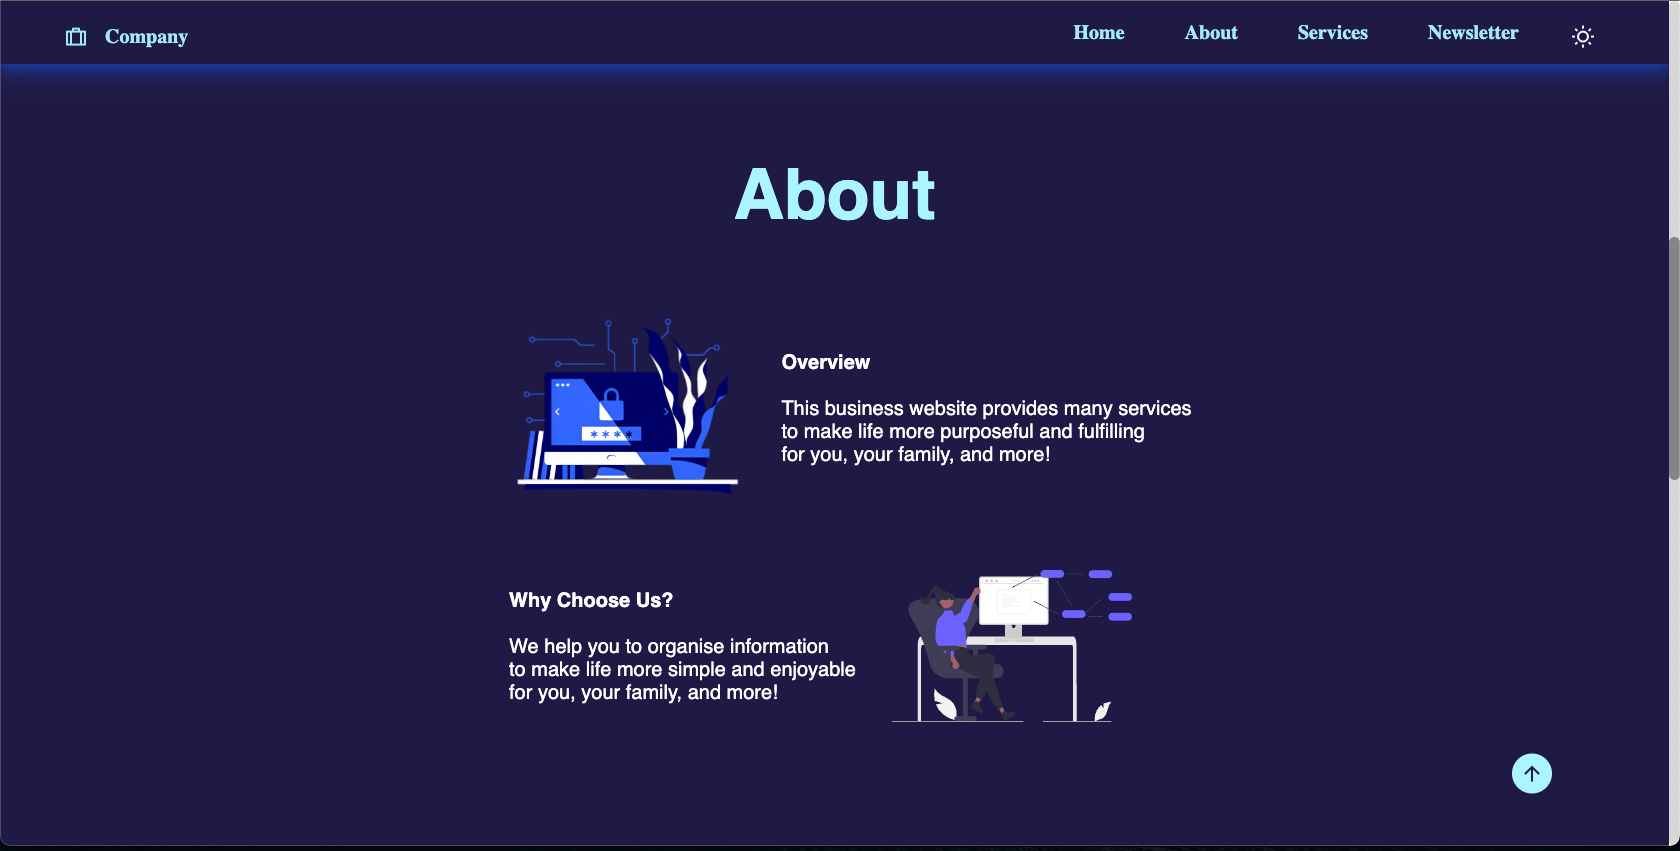 Company
Home
About
Services
Newsletter
About
Overview
This business website provides many services
to make life more purposeful and fulfilling
for you, your family, and more!
****
Why Choose Us?
We help you to organise information
to make life more simple and enjoyable
for you, your family, and more!